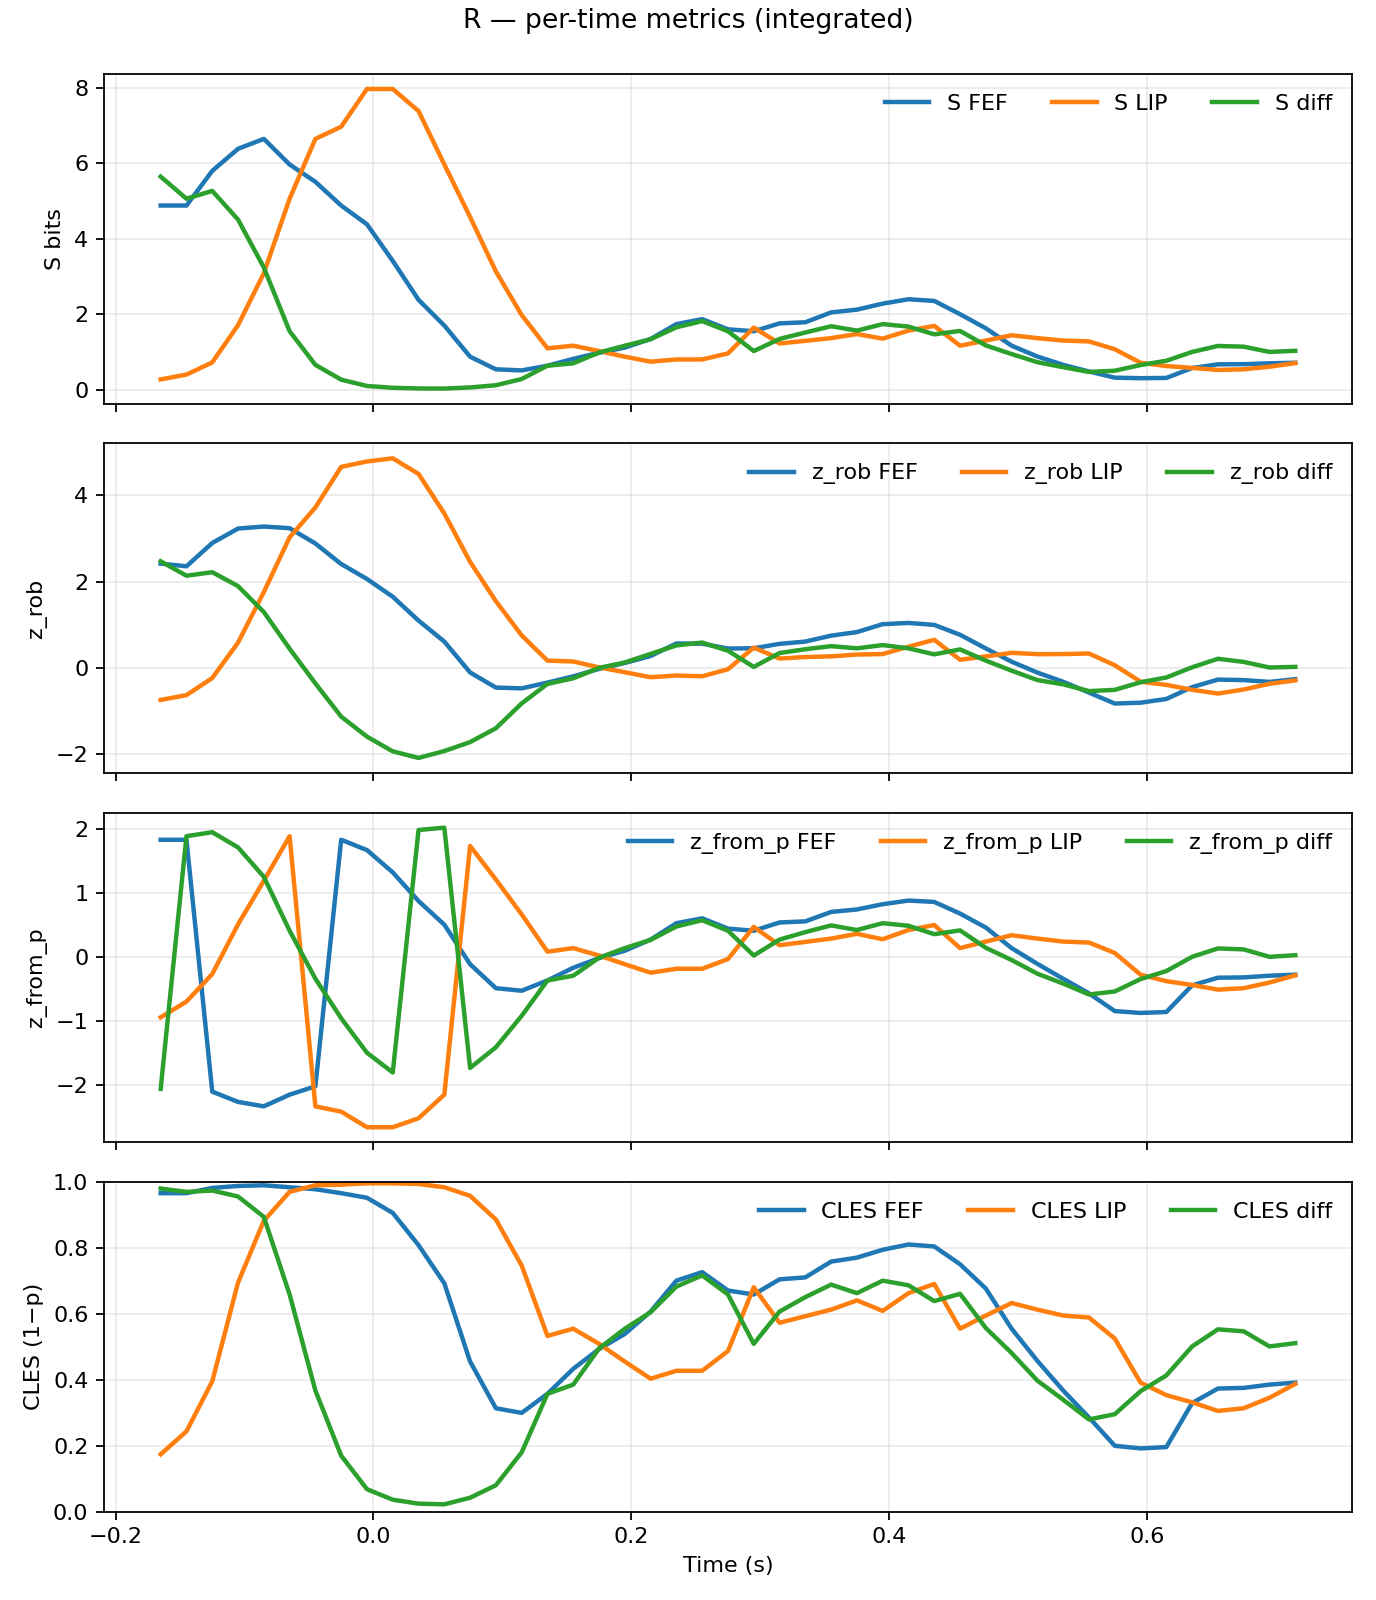 R — per-time metrics (integrated)
8
6
4
2
0
S bits
S FEF
S LIP
S diff
4
2
0
−2
z_rob
z_rob FEF
z_rob LIP
z_rob diff
2
1
0
−1
−2
z_from_p
z_from_p FEF
z_from_p LIP
z_from_p diff
1.0
0.8
0.6
0.4
0.2
0.0
CLES (1−p)
CLES FEF
CLES LIP
CLES diff
−0.2
0.0
0.2
0.4
0.6
Time (s)